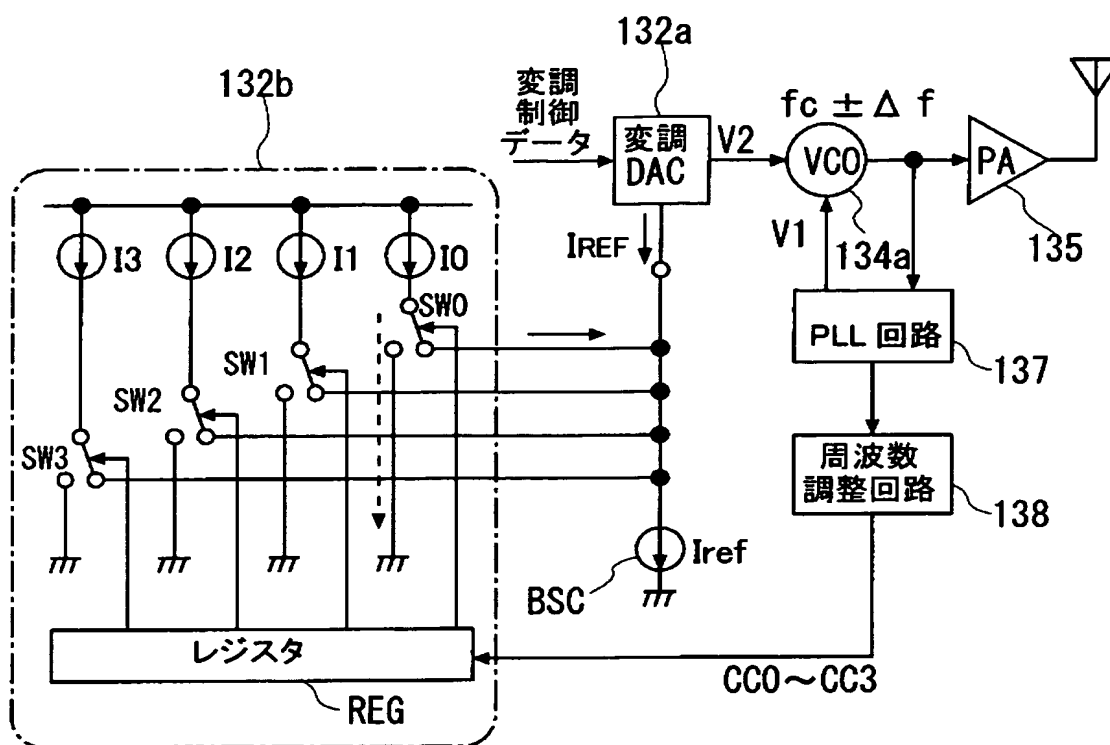 132a
132b
変調
制御
データ
変調
DAC
V2
fc ± Δ f
VCO
PA
135
V1
134a
IREF
I3
I2
I1
I0
SW0
SW1
SW2
SW3
PLL 回路
137
周波数
調整回路
138
Iref
BSC
レジスタ
REG
CC0～CC3